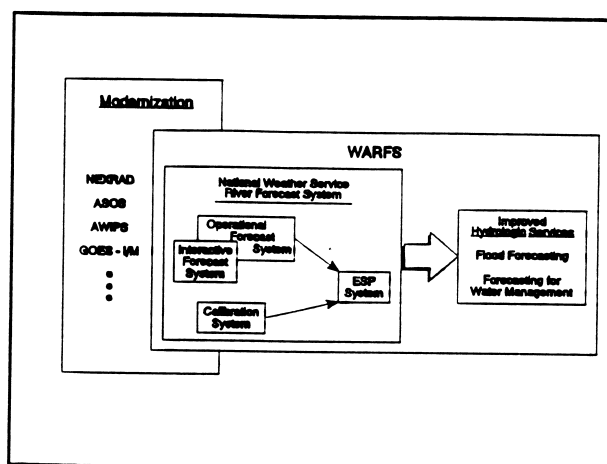 Modernization
NEXRAD
ASOS
AWIPS
GOES - I/M
WARFS
National Weather Service
River Forecast System
Operational
Forecast
System
Interactive
Forecast
System
Calibration
System
ESP
System
Improved
Hydrologic Services
Flood Forecasting
Forecasting for
Water Management